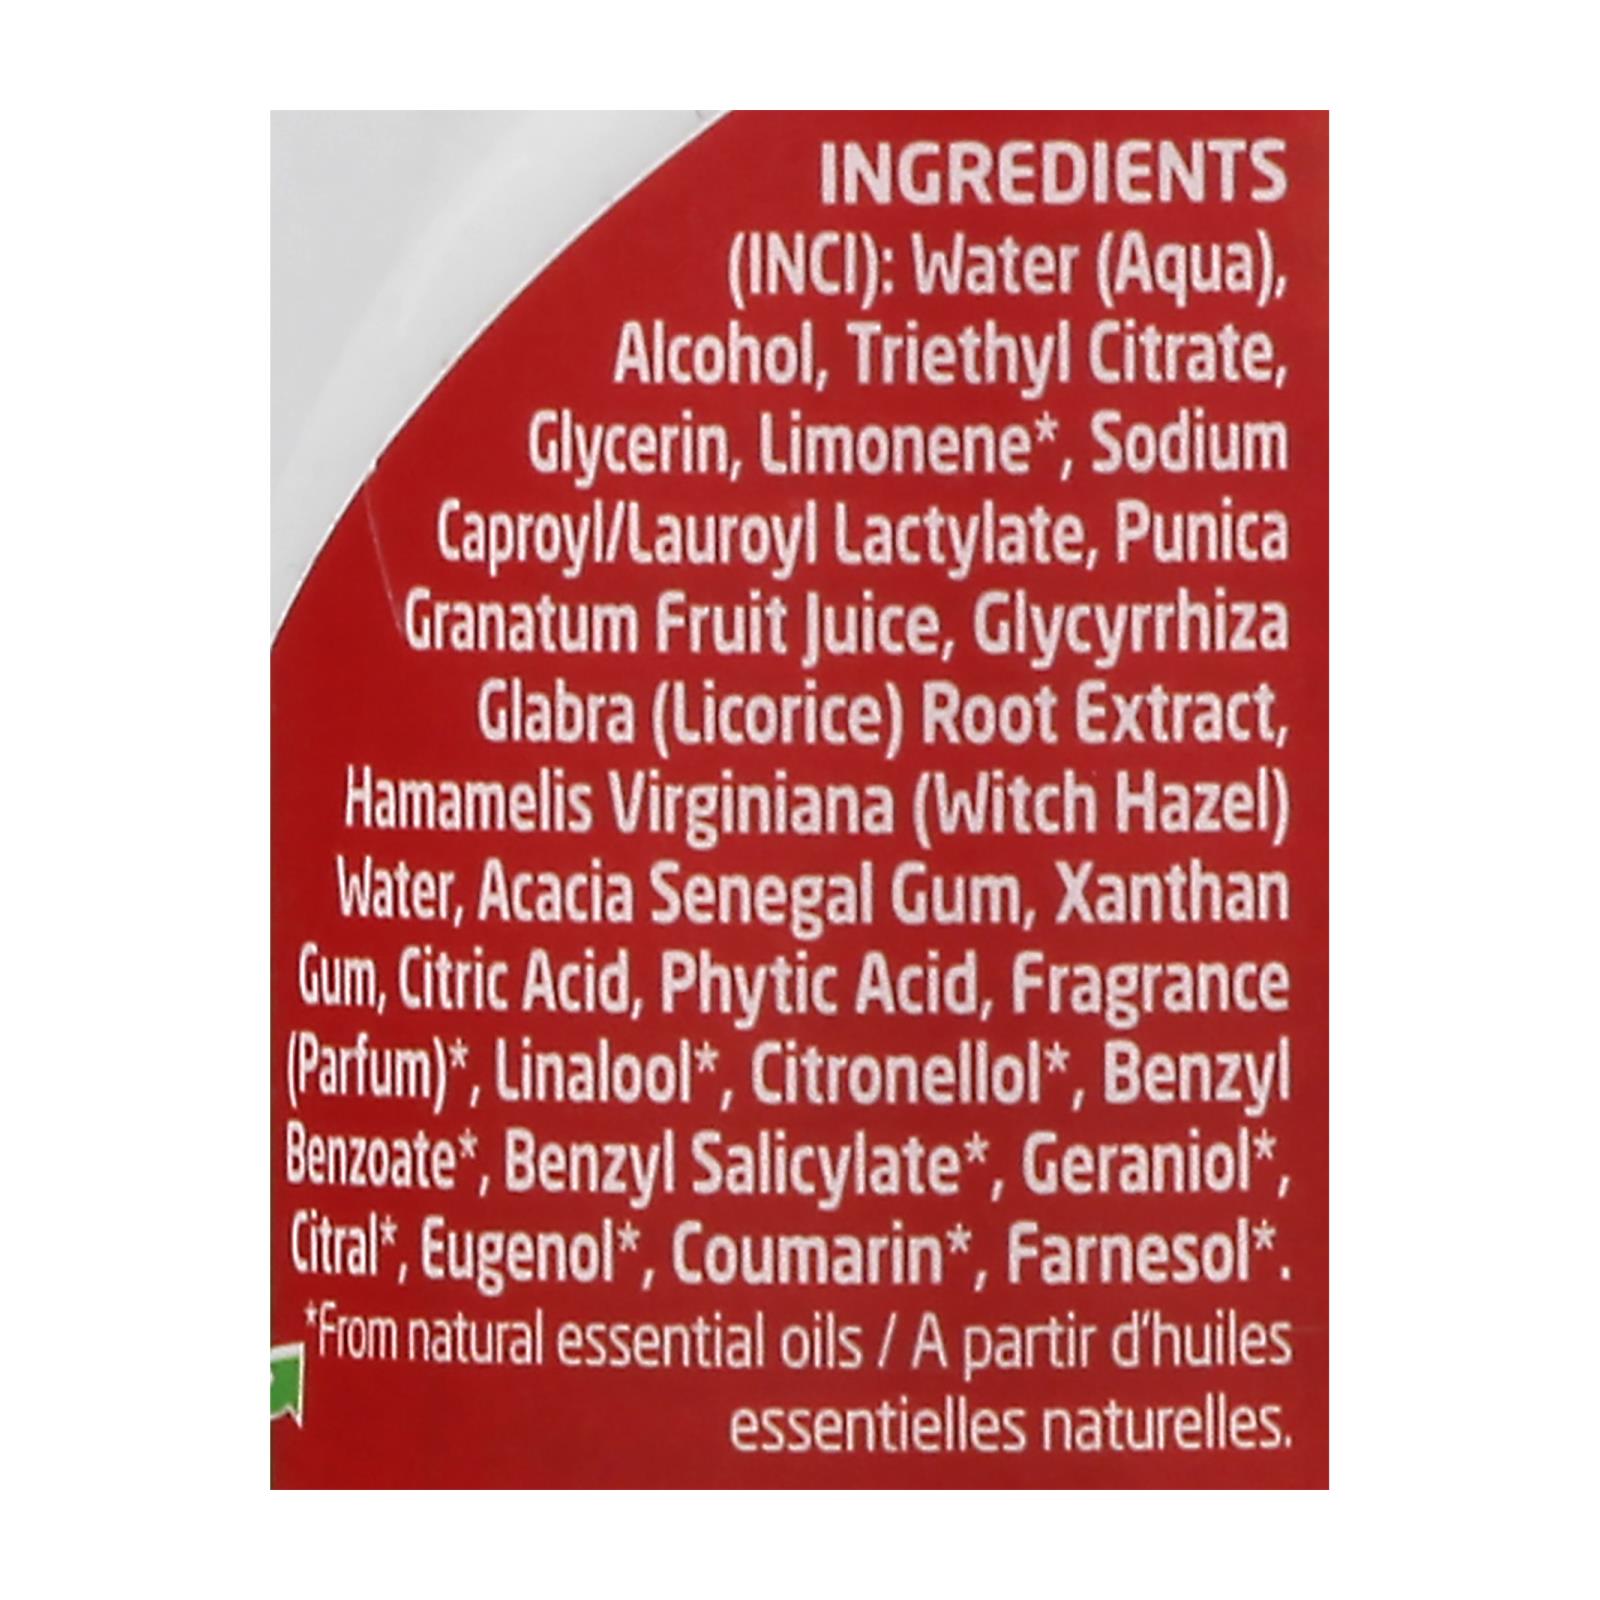 INGREDIENTS
(INCI): Water (Aqua),
Alcohol, Triethyl Citrate,
Glycerin, Limonene*, Sodium
Caproyl/Lauroyl Lactylate, Punica
Granatum Fruit Juice, Glycyrrhiza
Glabra (Licorice) Root Extract,
Hamamelis Virginiana (Witch Hazel)
Water, Acacia Senegal Gum, Xanthan
Gum, Citric Acid, Phytic Acid, Fragrance
(Parfum)*, Linalool*, Citronellol*, Benzyl
Benzoate*, Benzyl Salicylate*, Geraniol*,
Citral*, Eugenol*, Coumarin*, Farnesol*.
*From natural essential oils / A partir d'huiles
essentielles naturelles.